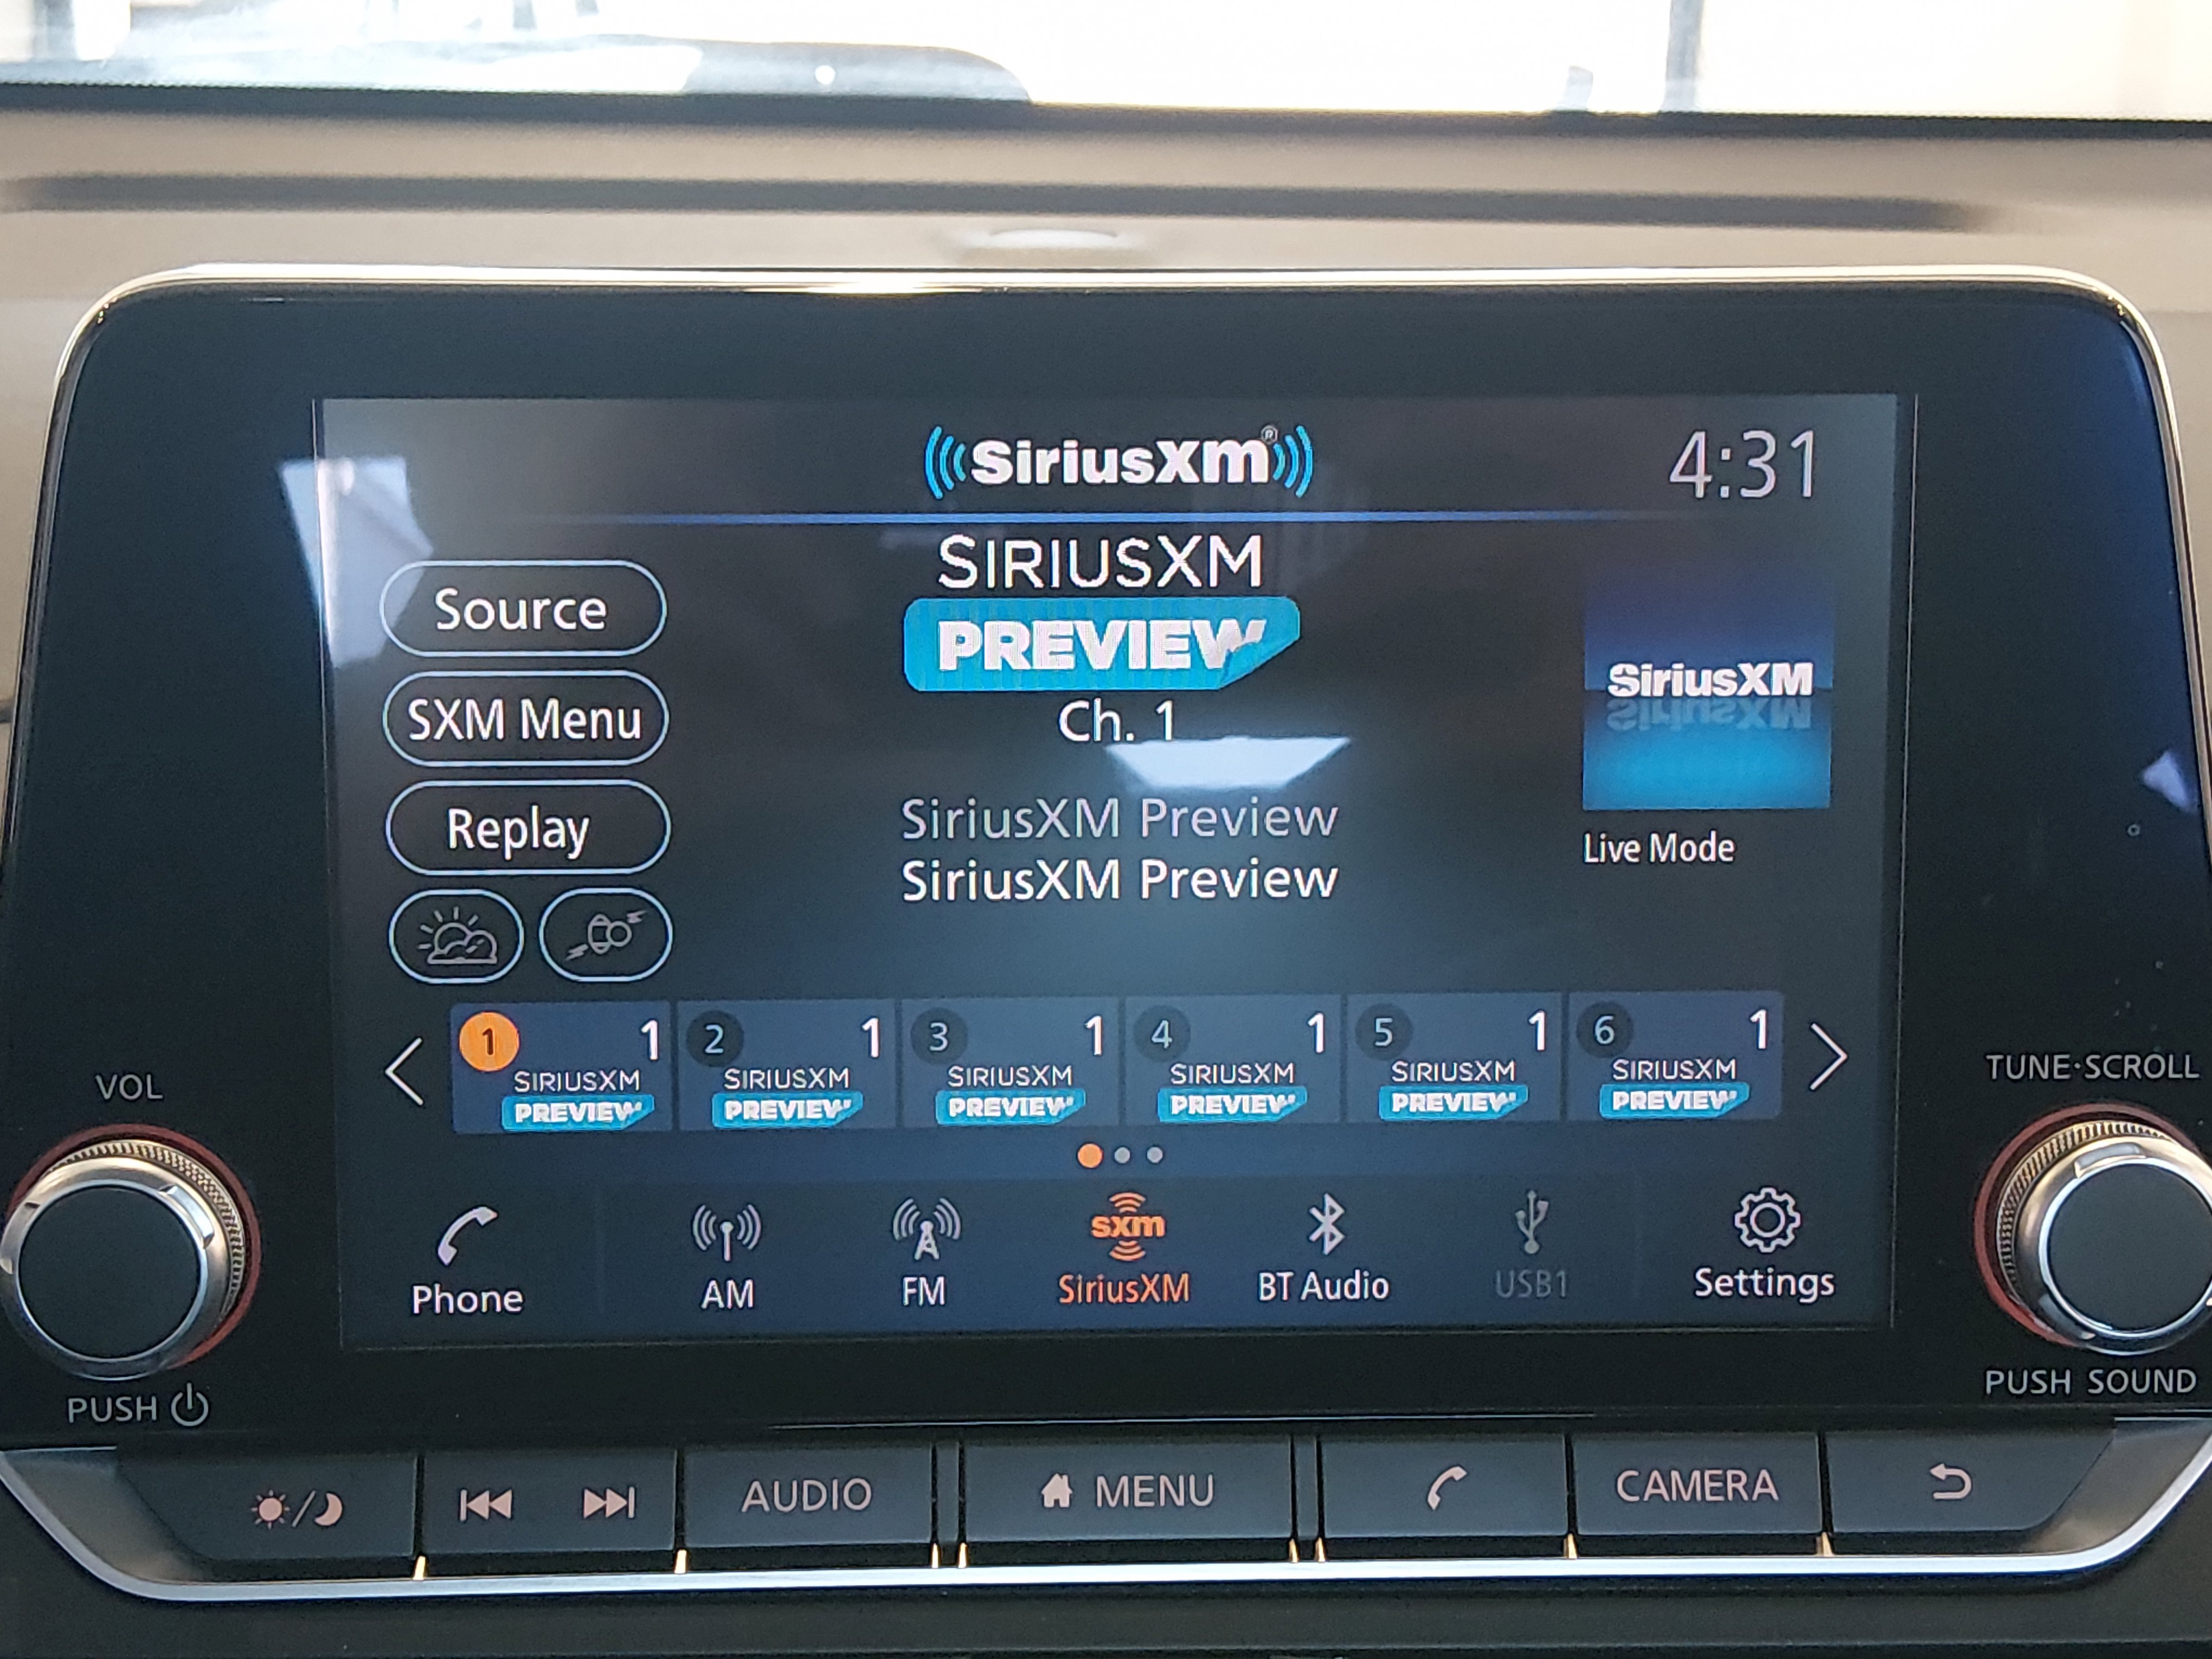 SiriusXM®
4:31
SIRIUSXM
PREVIEW
Ch. 1
Source
SXM Menu
Replay
SiriusXM Preview
SiriusXM Preview
SiriusXM
Live Mode
1 1 SIRIUSXM PREVIEW
2 1 SIRIUSXM PREVIEW
3 1 SIRIUSXM PREVIEW
4 1 SIRIUSXM PREVIEW
5 1 SIRIUSXM PREVIEW
6 1 SIRIUSXM PREVIEW
Phone
AM
FM
sxm
SiriusXM
BT Audio
USB1
Settings
VOL
PUSH
TUNE·SCROLL
PUSH SOUND
AUDIO
MENU
CAMERA